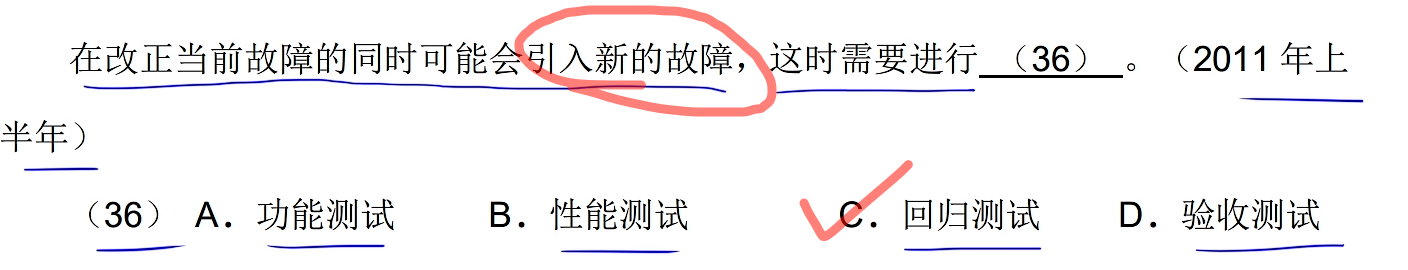 在改正当前故障的同时可能会引入新的故障，这时需要进行（36）。（2011 年上
半年）
（36） A．功能测试 B．性能测试 C．回归测试 D．验收测试